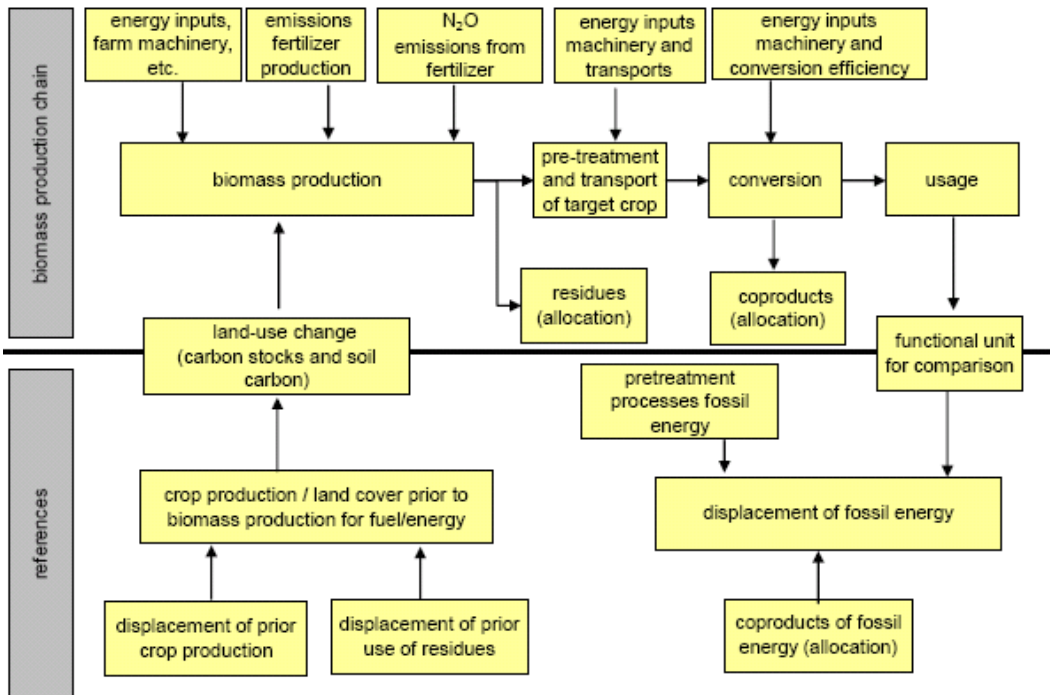 biomass production chain
energy inputs,
farm machinery,
etc.
emissions
fertilizer
production
N₂O
emissions from
fertilizer
energy inputs
machinery and
transports
energy inputs
machinery and
conversion efficiency
biomass production
pre-treatment
and transport
of target crop
conversion
usage
residues
(allocation)
coproducts
(allocation)
land-use change
(carbon stocks and soil
carbon)
functional unit
for comparison
references
pretreatment
processes fossil
energy
crop production / land cover prior to
biomass production for fuel/energy
displacement of fossil energy
displacement of prior
crop production
displacement of prior
use of residues
coproducts of fossil
energy (allocation)